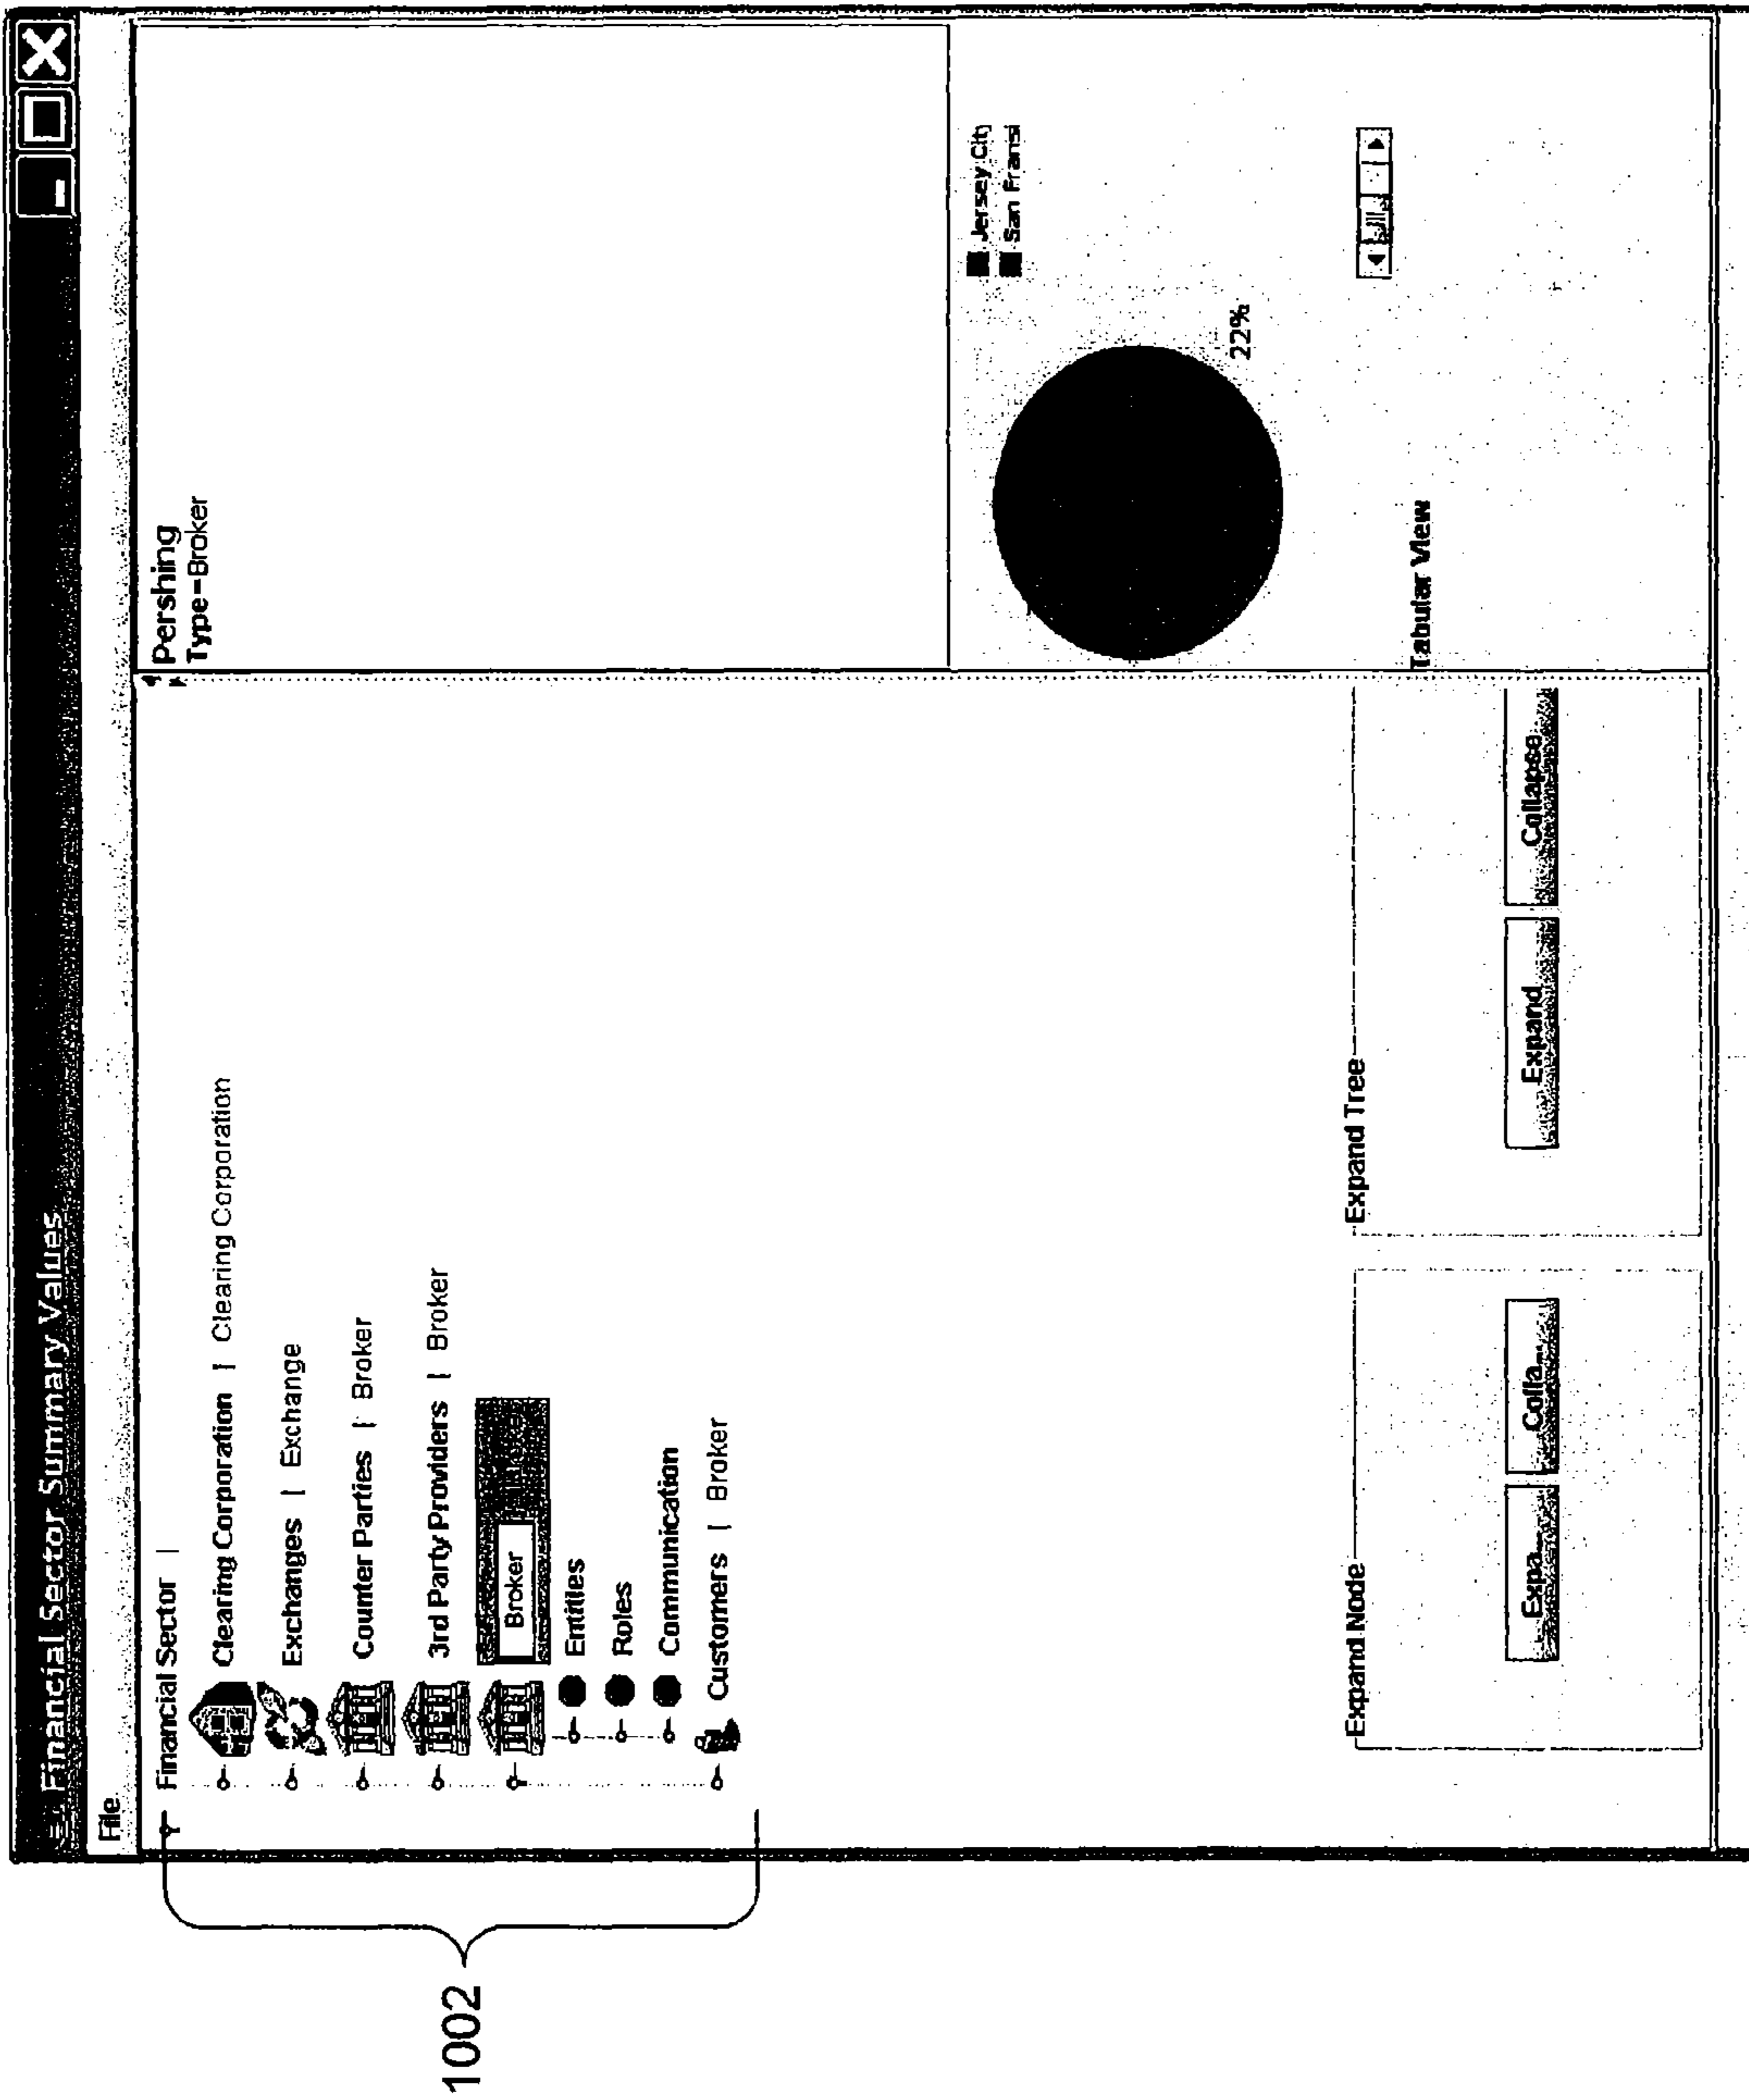 Financial Sector Summary Values
File
Financial Sector |
Clearing Corporation | Clearing Corporation
Exchanges | Exchange
Counter Parties | Broker
3rd Party Providers | Broker
Broker
Entities
Roles
Communication
Customers | Broker
1002
Expand Node
Expa...
Colla...
Expand Tree
Expand
Collapse
Pershing
Type=Broker
Jersey City
San Fransi
22%
Tabular View